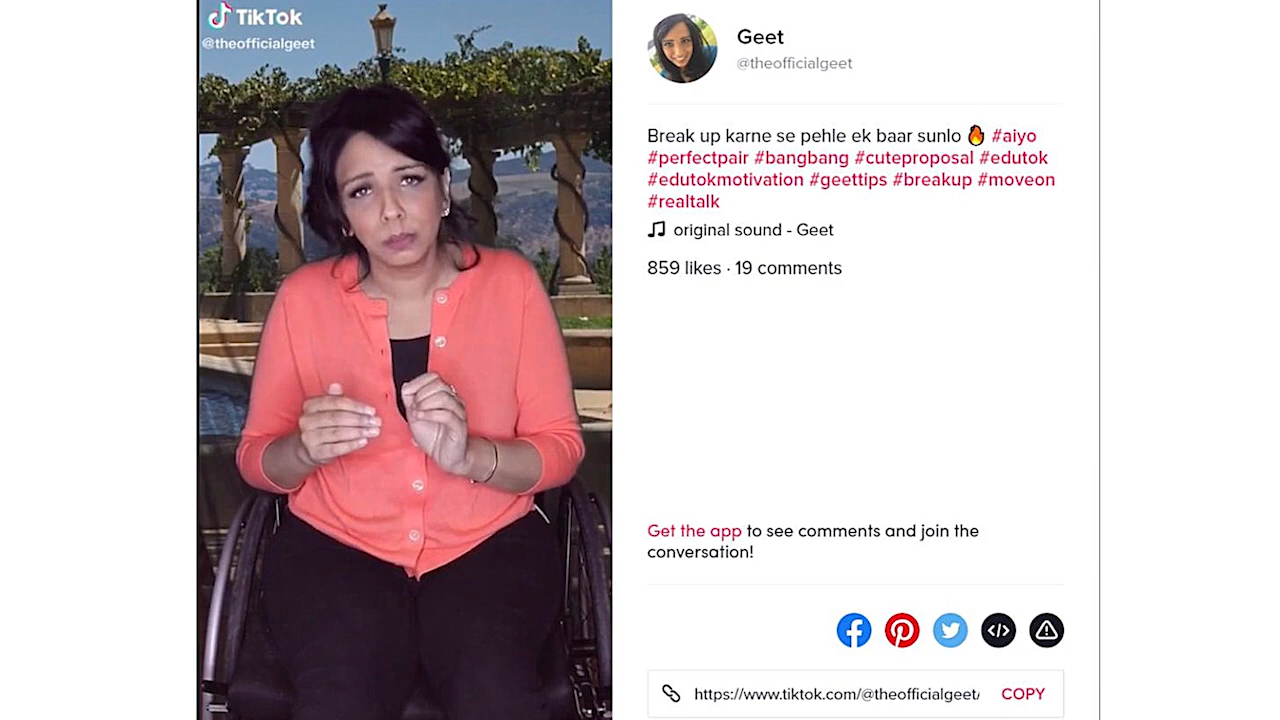 TikTok
@theofficialgeet
Geet
@theofficialgeet
Break up karne se pehle ek baar sunlo 🔥 #aiyo
#perfectpair #bangbang #cuteproposal #edutok
#edutokmotivation #geettips #breakup #moveon
#realtalk
original sound - Geet
859 likes · 19 comments
Get the app to see comments and join the
conversation!
https://www.tiktok.com/@theofficialgeet/
COPY